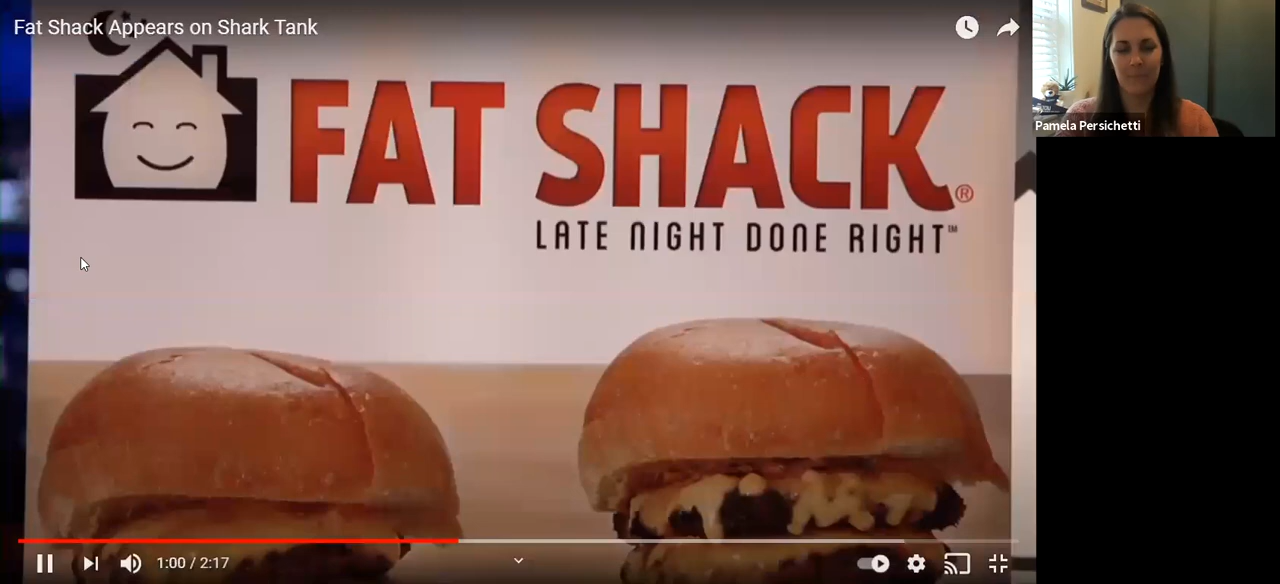 Fat Shack Appears on Shark Tank
FAT SHACK®
LATE NIGHT DONE RIGHT™
1:00 / 2:17
Pamela Persichetti